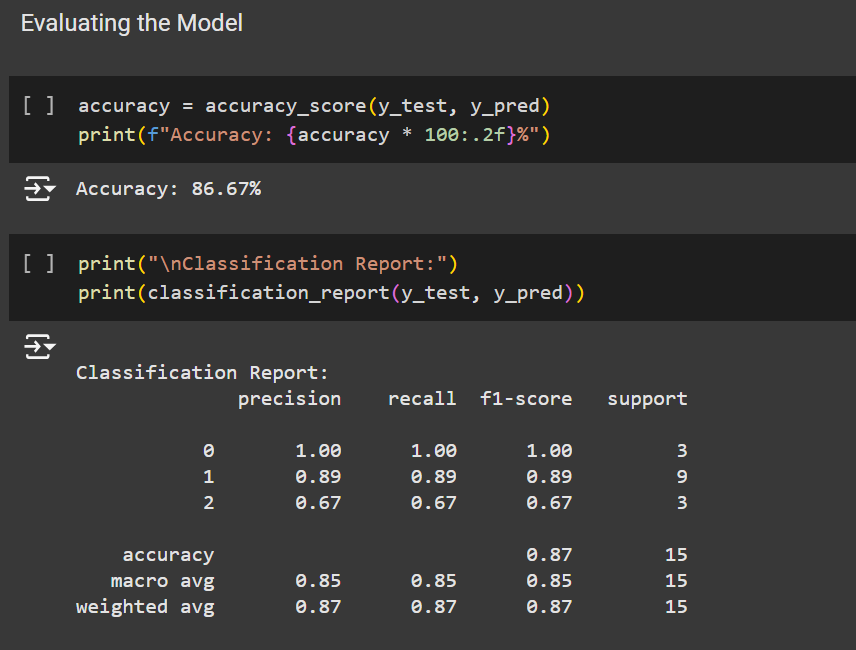 Evaluating the Model
[ ] accuracy = accuracy_score(y_test, y_pred)
print(f"Accuracy: {accuracy * 100:.2f}%")
Accuracy: 86.67%
[ ] print("\nClassification Report:")
print(classification_report(y_test, y_pred))
Classification Report:
precision recall f1-score support
0 1.00 1.00 1.00 3
1 0.89 0.89 0.89 9
2 0.67 0.67 0.67 3
accuracy 0.87 15
macro avg 0.85 0.85 0.85 15
weighted avg 0.87 0.87 0.87 15